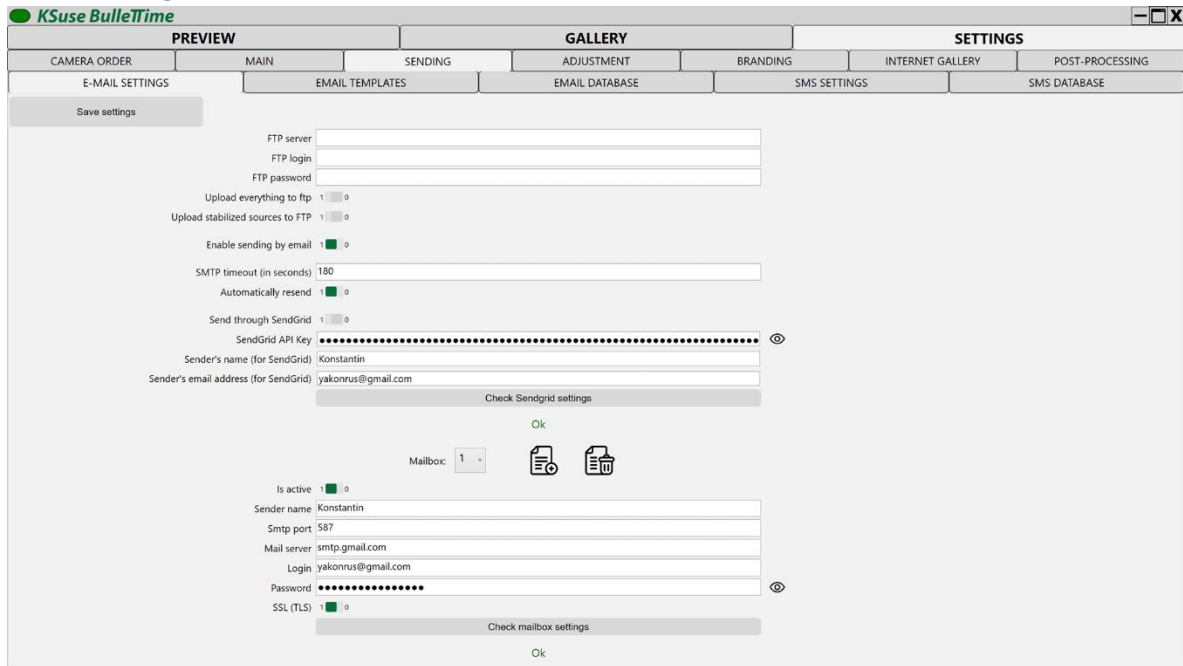 KSuse BulleTime
PREVIEW GALLERY SETTINGS
CAMERA ORDER MAIN SENDING ADJUSTMENT BRANDING INTERNET GALLERY POST-PROCESSING
E-MAIL SETTINGS EMAIL TEMPLATES EMAIL DATABASE SMS SETTINGS SMS DATABASE
Save settings
FTP server
FTP login
FTP password
Upload everything to ftp 1 0
Upload stabilized sources to FTP 1 0
Enable sending by email 1 0
SMTP timeout (in seconds) 180
Automatically resend 1 0
Send through SendGrid 1 0
SendGrid API Key
Sender's name (for SendGrid) Konstantin
Sender's email address (for SendGrid) yakonrus@gmail.com
Check Sendgrid settings
Ok
Mailbox: 1
Is active 1 0
Sender name Konstantin
Smtp port 587
Mail server smtp.gmail.com
Login yakonrus@gmail.com
Password
SSL (TLS) 1 0
Check mailbox settings
Ok